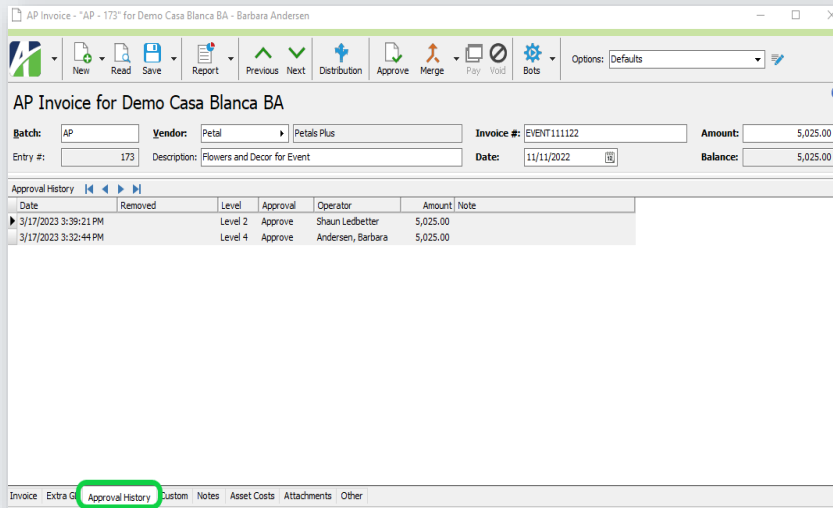 AP Invoice - "AP - 173" for Demo Casa Blanca BA - Barbara Andersen
New Read Save Report Previous Next Distribution Approve Merge Pay Void Bots Options: Defaults
AP Invoice for Demo Casa Blanca BA
Batch: AP Vendor: Petal Petals Plus Invoice #: EVENT111122 Amount: 5,025.00
Entry #: 173 Description: Flowers and Decor for Event Date: 11/11/2022 Balance: 5,025.00
Approval History
Date Removed Level Approval Operator Amount Note
3/17/2023 3:39:21 PM Level 2 Approve Shaun Ledbetter 5,025.00
3/17/2023 3:32:44 PM Level 4 Approve Andersen, Barbara 5,025.00
Invoice Extra Approval History Custom Notes Asset Costs Attachments Other